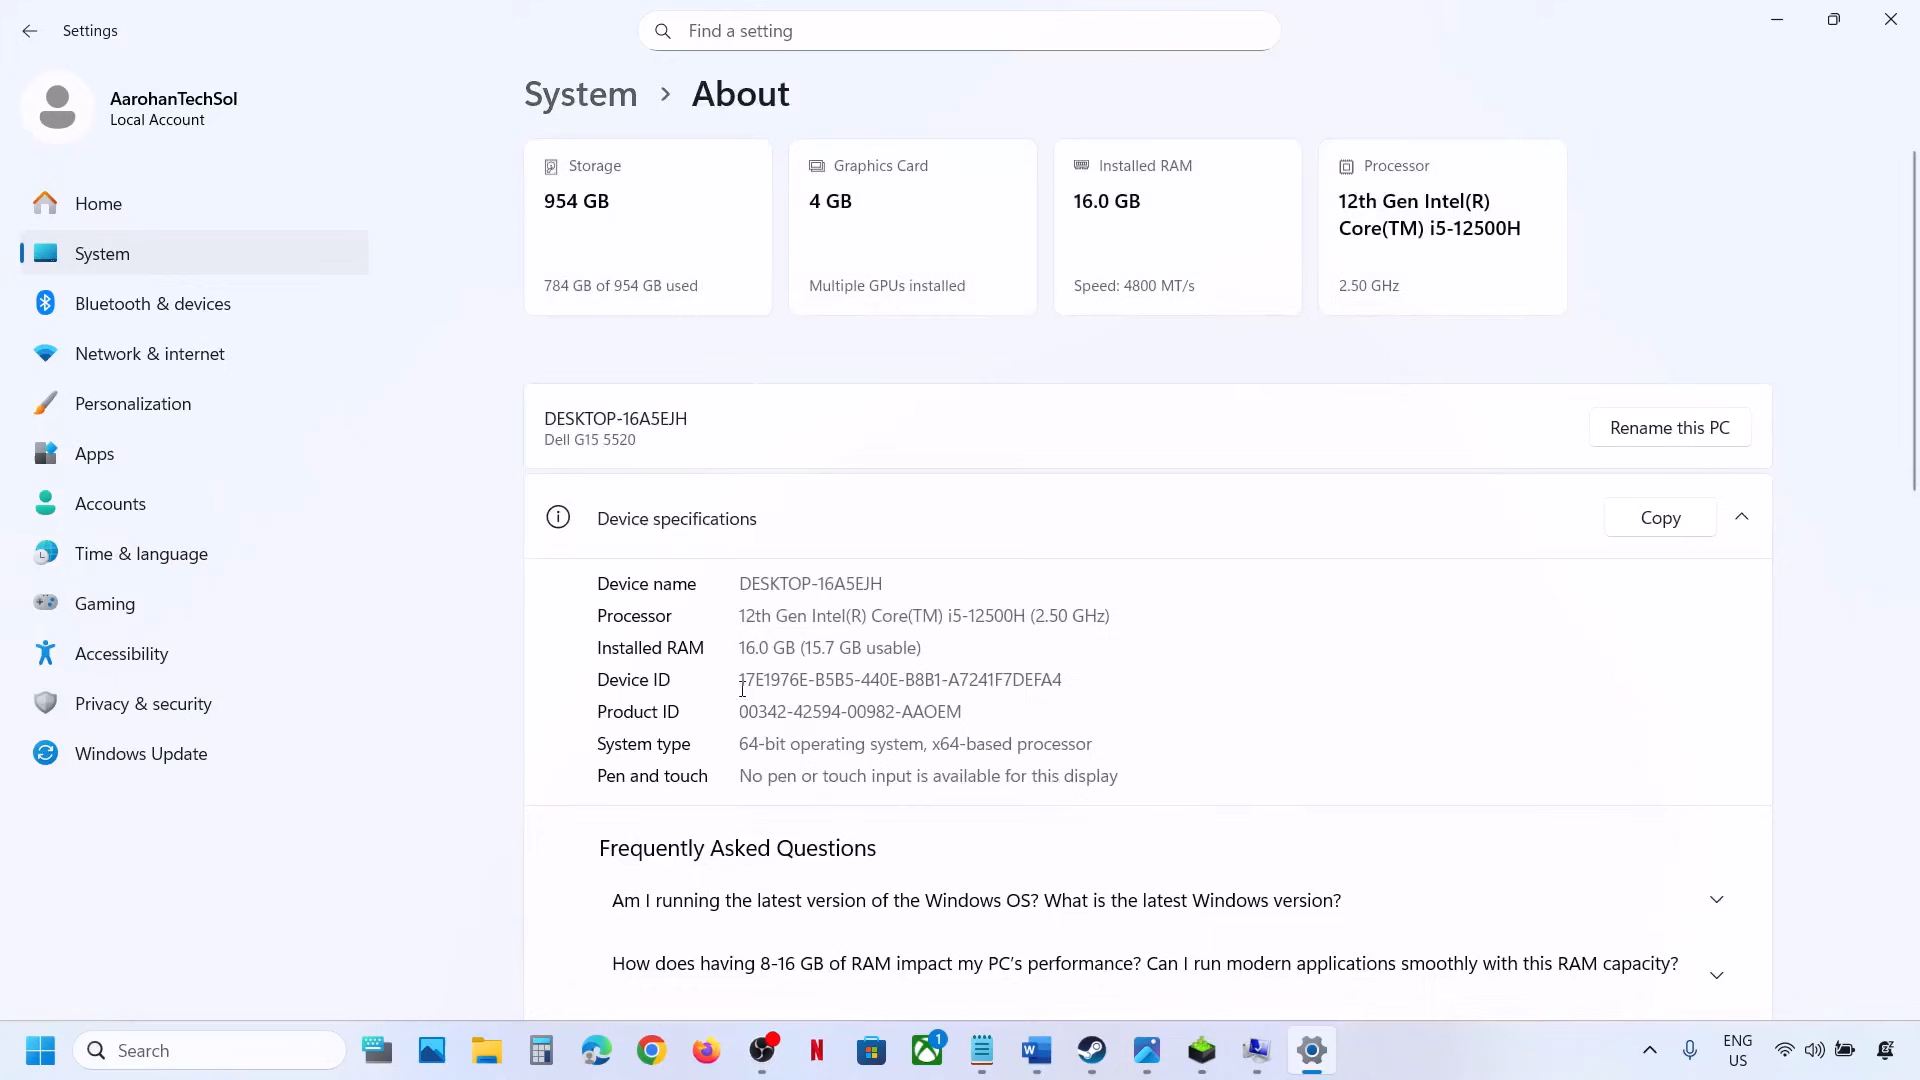 Settings
Find a setting
AarohanTechSol
Local Account
Home
System
Bluetooth & devices
Network & internet
Personalization
Apps
Accounts
Time & language
Gaming
Accessibility
Privacy & security
Windows Update
System > About
Storage
954 GB
784 GB of 954 GB used
Graphics Card
4 GB
Multiple GPUs installed
Installed RAM
16.0 GB
Speed: 4800 MT/s
Processor
12th Gen Intel(R)
Core(TM) i5-12500H
2.50 GHz
DESKTOP-16A5EJH
Dell G15 5520
Rename this PC
Device specifications
Copy
Device name DESKTOP-16A5EJH
Processor 12th Gen Intel(R) Core(TM) i5-12500H (2.50 GHz)
Installed RAM 16.0 GB (15.7 GB usable)
Device ID 17E1976E-B5B5-440E-B8B1-A7241F7DEFA4
Product ID 00342-42594-00982-AAOEM
System type 64-bit operating system, x64-based processor
Pen and touch No pen or touch input is available for this display
Frequently Asked Questions
Am I running the latest version of the Windows OS? What is the latest Windows version?
How does having 8-16 GB of RAM impact my PC's performance? Can I run modern applications smoothly with this RAM capacity?
Search
N
1
ENG
US